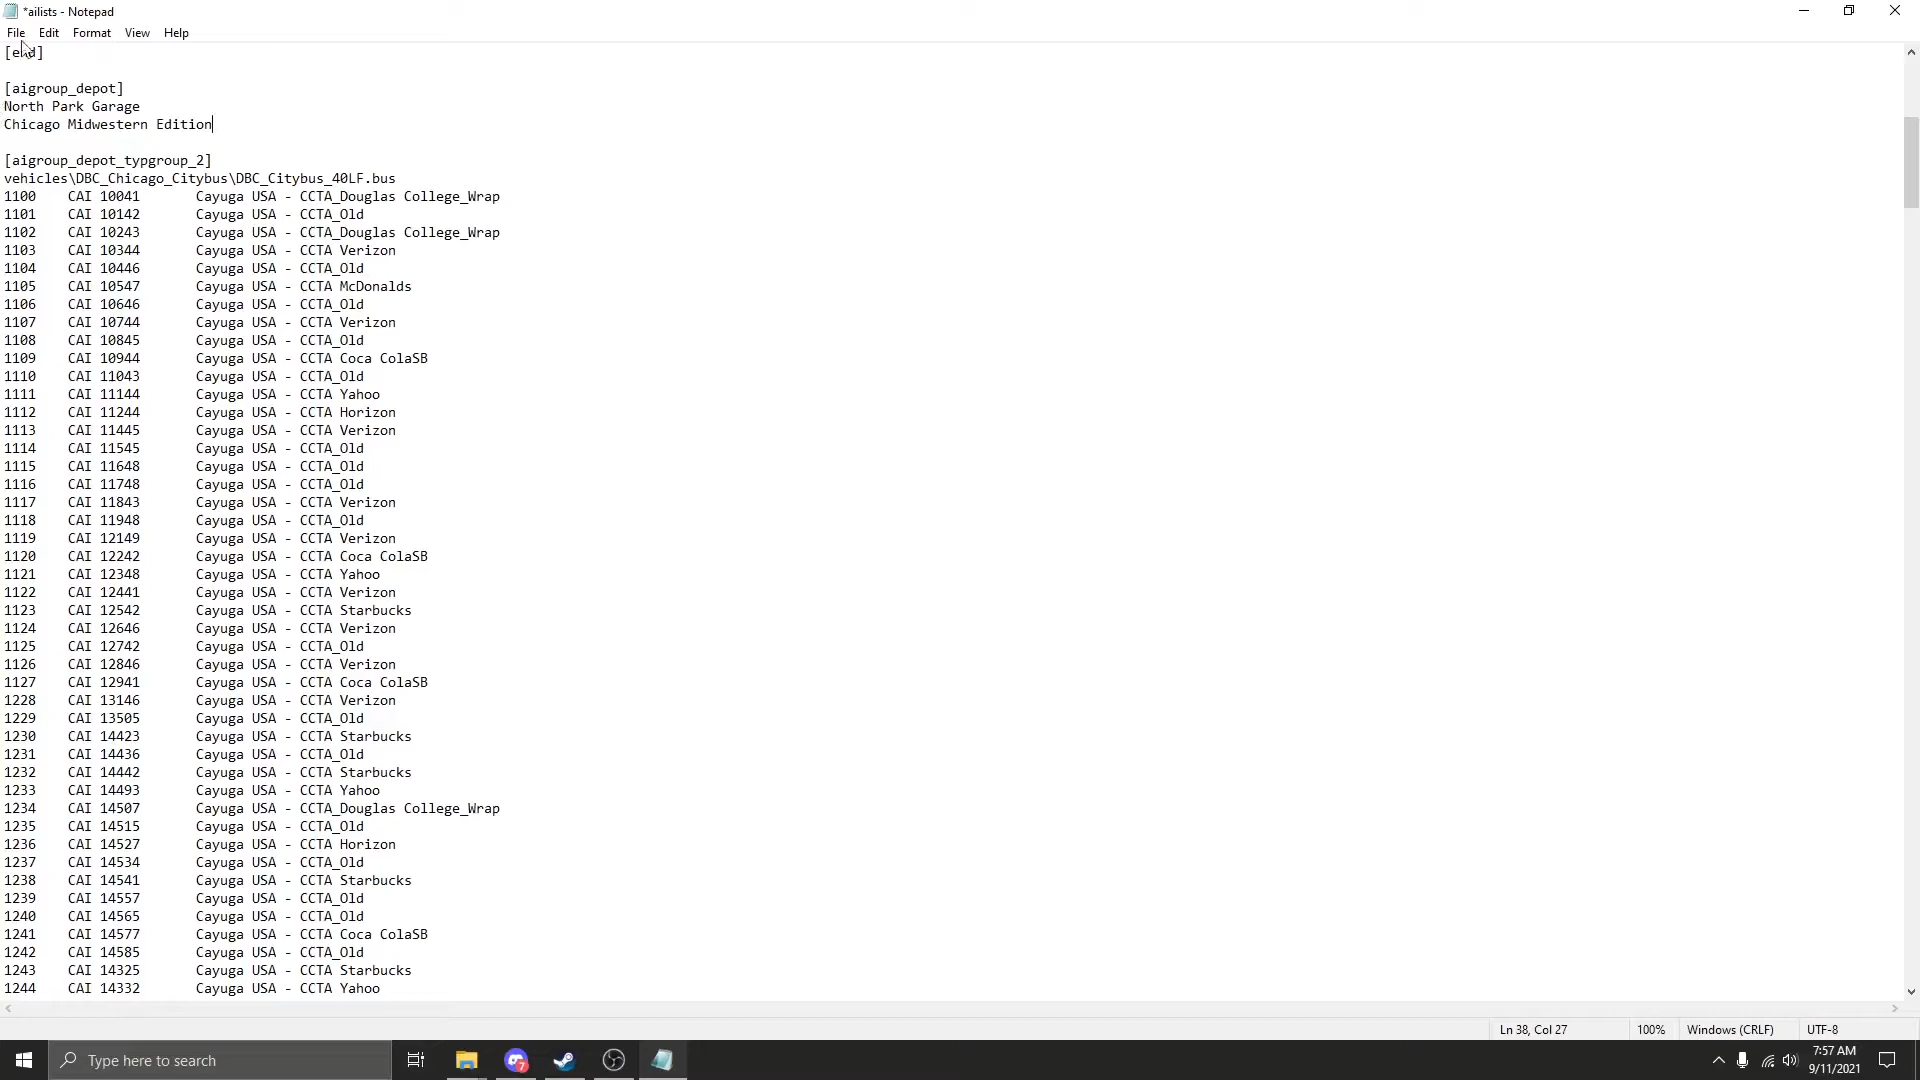 *ailists - Notepad
File Edit Format View Help
[end]
[aigroup_depot]
North Park Garage
Chicago Midwestern Edition
[aigroup_depot_typgroup_2]
vehicles\DBC_Chicago_Citybus\DBC_Citybus_40LF.bus
1100 CAI 10041 Cayuga USA - CCTA_Douglas College_Wrap
1101 CAI 10142 Cayuga USA - CCTA_Old
1102 CAI 10243 Cayuga USA - CCTA_Douglas College_Wrap
1103 CAI 10344 Cayuga USA - CCTA Verizon
1104 CAI 10446 Cayuga USA - CCTA_Old
1105 CAI 10547 Cayuga USA - CCTA McDonalds
1106 CAI 10646 Cayuga USA - CCTA_Old
1107 CAI 10744 Cayuga USA - CCTA Verizon
1108 CAI 10845 Cayuga USA - CCTA_Old
1109 CAI 10944 Cayuga USA - CCTA Coca ColaSB
1110 CAI 11043 Cayuga USA - CCTA_Old
1111 CAI 11144 Cayuga USA - CCTA Yahoo
1112 CAI 11244 Cayuga USA - CCTA Horizon
1113 CAI 11445 Cayuga USA - CCTA Verizon
1114 CAI 11545 Cayuga USA - CCTA_Old
1115 CAI 11648 Cayuga USA - CCTA_Old
1116 CAI 11748 Cayuga USA - CCTA_Old
1117 CAI 11843 Cayuga USA - CCTA Verizon
1118 CAI 11948 Cayuga USA - CCTA_Old
1119 CAI 12149 Cayuga USA - CCTA Verizon
1120 CAI 12242 Cayuga USA - CCTA Coca ColaSB
1121 CAI 12348 Cayuga USA - CCTA Yahoo
1122 CAI 12441 Cayuga USA - CCTA Verizon
1123 CAI 12542 Cayuga USA - CCTA Starbucks
1124 CAI 12646 Cayuga USA - CCTA Verizon
1125 CAI 12742 Cayuga USA - CCTA_Old
1126 CAI 12846 Cayuga USA - CCTA Verizon
1127 CAI 12941 Cayuga USA - CCTA Coca ColaSB
1228 CAI 13146 Cayuga USA - CCTA Verizon
1229 CAI 13505 Cayuga USA - CCTA_Old
1230 CAI 14423 Cayuga USA - CCTA Starbucks
1231 CAI 14436 Cayuga USA - CCTA_Old
1232 CAI 14442 Cayuga USA - CCTA Starbucks
1233 CAI 14493 Cayuga USA - CCTA Yahoo
1234 CAI 14507 Cayuga USA - CCTA_Douglas College_Wrap
1235 CAI 14515 Cayuga USA - CCTA_Old
1236 CAI 14527 Cayuga USA - CCTA Horizon
1237 CAI 14534 Cayuga USA - CCTA_Old
1238 CAI 14541 Cayuga USA - CCTA Starbucks
1239 CAI 14557 Cayuga USA - CCTA_Old
1240 CAI 14565 Cayuga USA - CCTA_Old
1241 CAI 14577 Cayuga USA - CCTA Coca ColaSB
1242 CAI 14585 Cayuga USA - CCTA_Old
1243 CAI 14325 Cayuga USA - CCTA Starbucks
1244 CAI 14332 Cayuga USA - CCTA Yahoo
Ln 38, Col 27 100% Windows (CRLF) UTF-8
Type here to search
7
7:57 AM
9/11/2021